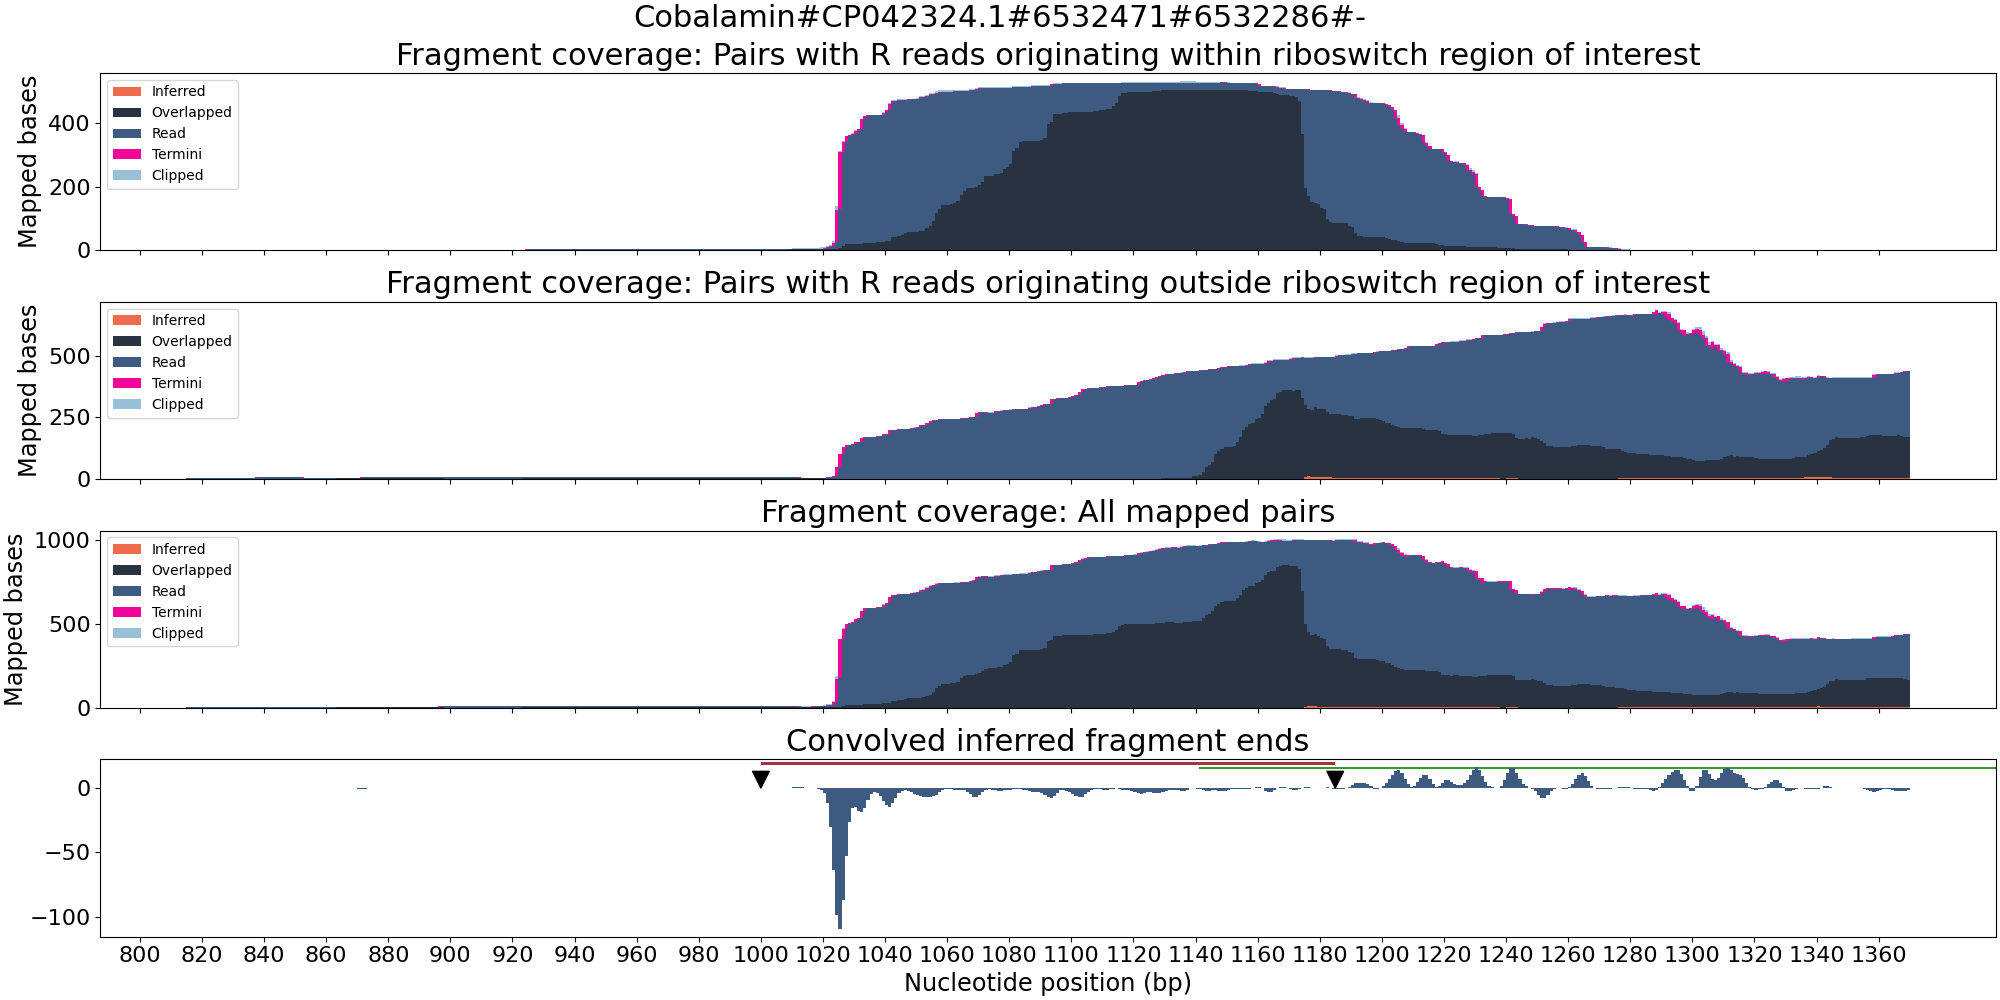 Cobalamin#CP042324.1#6532471#6532286#-
Fragment coverage: Pairs with R reads originating within riboswitch region of interest
Mapped bases
400
200
0
Inferred
Overlapped
Read
Termini
Clipped
Fragment coverage: Pairs with R reads originating outside riboswitch region of interest
Mapped bases
500
250
0
Inferred
Overlapped
Read
Termini
Clipped
Fragment coverage: All mapped pairs
Mapped bases
1000
500
0
Inferred
Overlapped
Read
Termini
Clipped
Convolved inferred fragment ends
0
−50
−100
800 820 840 860 880 900 920 940 960 980 1000 1020 1040 1060 1080 1100 1120 1140 1160 1180 1200 1220 1240 1260 1280 1300 1320 1340 1360
Nucleotide position (bp)